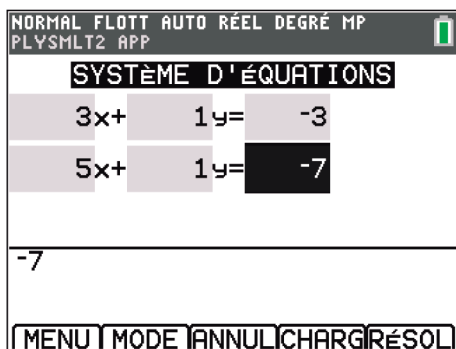 NORMAL FLOTT AUTO RÉEL DEGRÉ MP
PLYSMLT2 APP
SYSTÈME D'ÉQUATIONS
3x+ 1y= -3
5x+ 1y= -7
-7
MENU MODE ANNUL CHARG RÉSOL